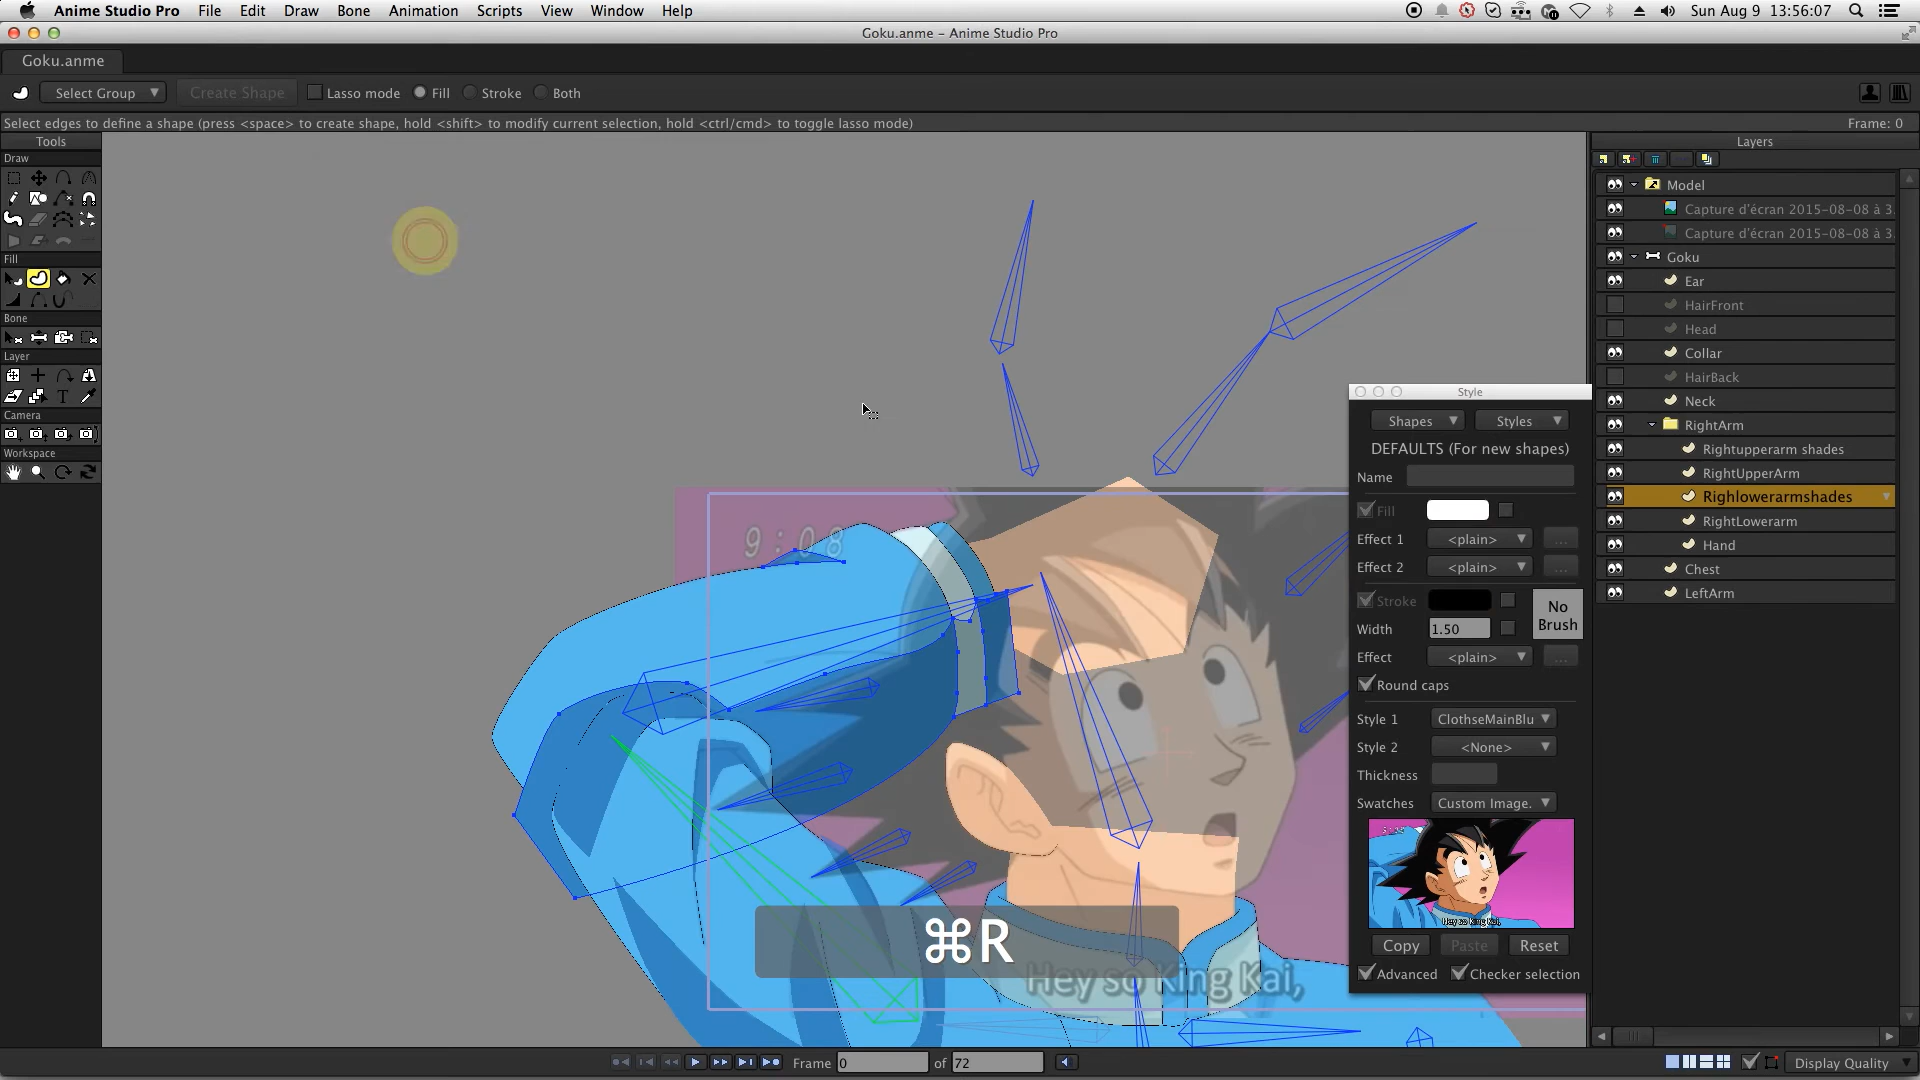 Anime Studio Pro File Edit Draw Bone Animation Scripts View Window Help Sun Aug 9 13:56:07
Goku.anme – Anime Studio Pro
Goku.anme
Select Group Create Shape Lasso mode Fill Stroke Both
Select edges to define a shape (press <space> to create shape, hold <shift> to modify current selection, hold <ctrl/cmd> to toggle lasso mode) Frame: 0
Tools
Draw
Fill
Bone
Layer
Camera
Workspace
9:08
⌘R
Hey so King Kai,
Style
Shapes Styles
DEFAULTS (For new shapes)
Name
Fill
Effect 1 <plain> ...
Effect 2 <plain> ...
Stroke
No
Brush
Width 1.50
Effect <plain> ...
Round caps
Style 1 ClothseMainBlu
Style 2 <None>
Thickness
Swatches Custom Image.
Hey so King Kai,
Copy Paste Reset
Advanced Checker selection
Layers
Model
Capture d'écran 2015-08-08 à 3.
Capture d'écran 2015-08-08 à 3.
Goku
Ear
HairFront
Head
Collar
HairBack
Neck
RightArm
Rightupperarm shades
RightUpperArm
Righlowerarmshades
RightLowerarm
Hand
Chest
LeftArm
Frame 0 of 72 Display Quality